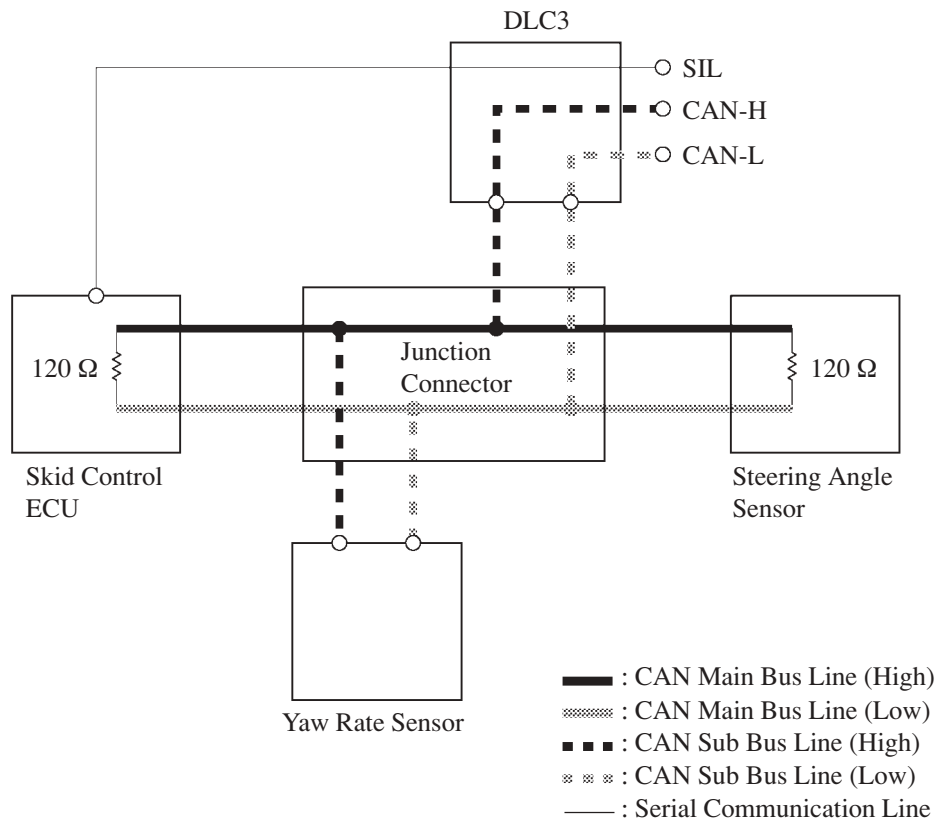 DLC3
SIL
CAN-H
CAN-L
120 Ω
Junction
Connector
120 Ω
Skid Control
ECU
Steering Angle
Sensor
Yaw Rate Sensor
: CAN Main Bus Line (High)
: CAN Main Bus Line (Low)
: CAN Sub Bus Line (High)
: CAN Sub Bus Line (Low)
: Serial Communication Line